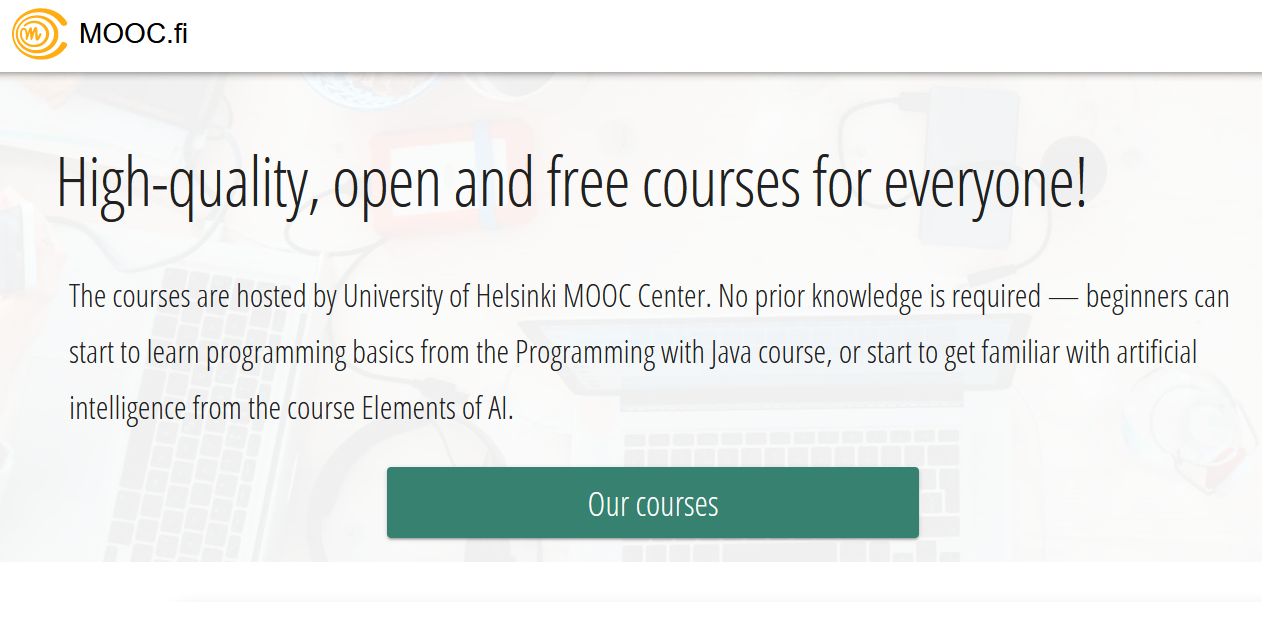 MOOC.fi
High-quality, open and free courses for everyone!
The courses are hosted by University of Helsinki MOOC Center. No prior knowledge is required — beginners can
start to learn programming basics from the Programming with Java course, or start to get familiar with artificial
intelligence from the course Elements of AI.
Our courses